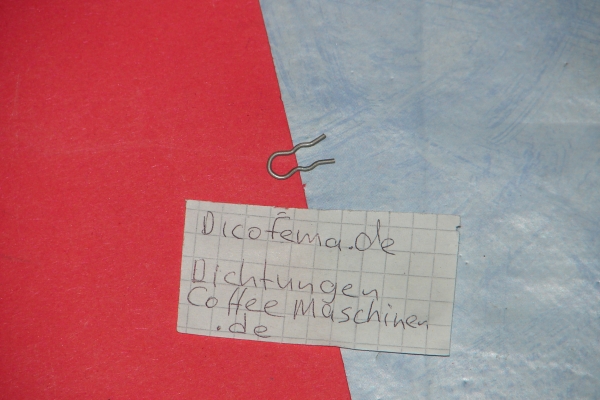 Dicofema.de
Dichtungen
Coffee Maschinen
.de